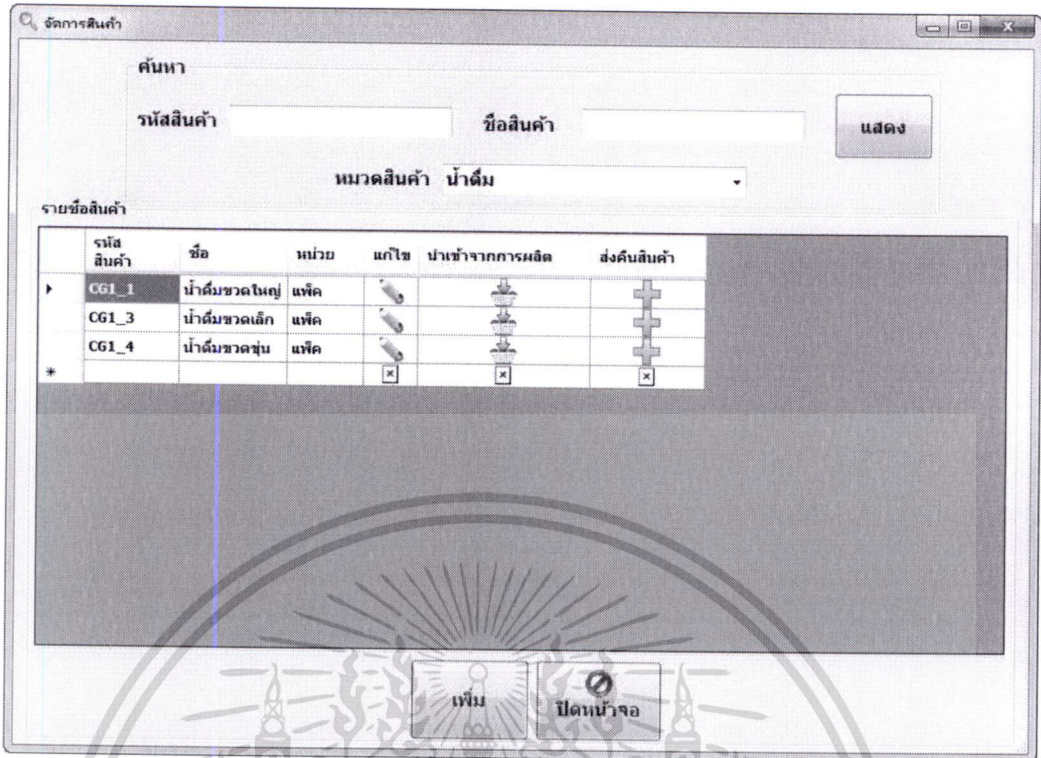 จัดการสินค้า
ค้นหา
รหัสสินค้า ชื่อสินค้า แสดง
หมวดสินค้า น้ำดื่ม
รายชื่อสินค้า
รหัส
สินค้า ชื่อ หน่วย แก้ไข นำเข้าจากการผลิต ส่งคืนสินค้า
CG1_1 น้ำดื่มขวดใหญ่ แพ็ค
CG1_3 น้ำดื่มขวดเล็ก แพ็ค
CG1_4 น้ำดื่มขวดขุ่น แพ็ค
เพิ่ม ปิดหน้าจอ